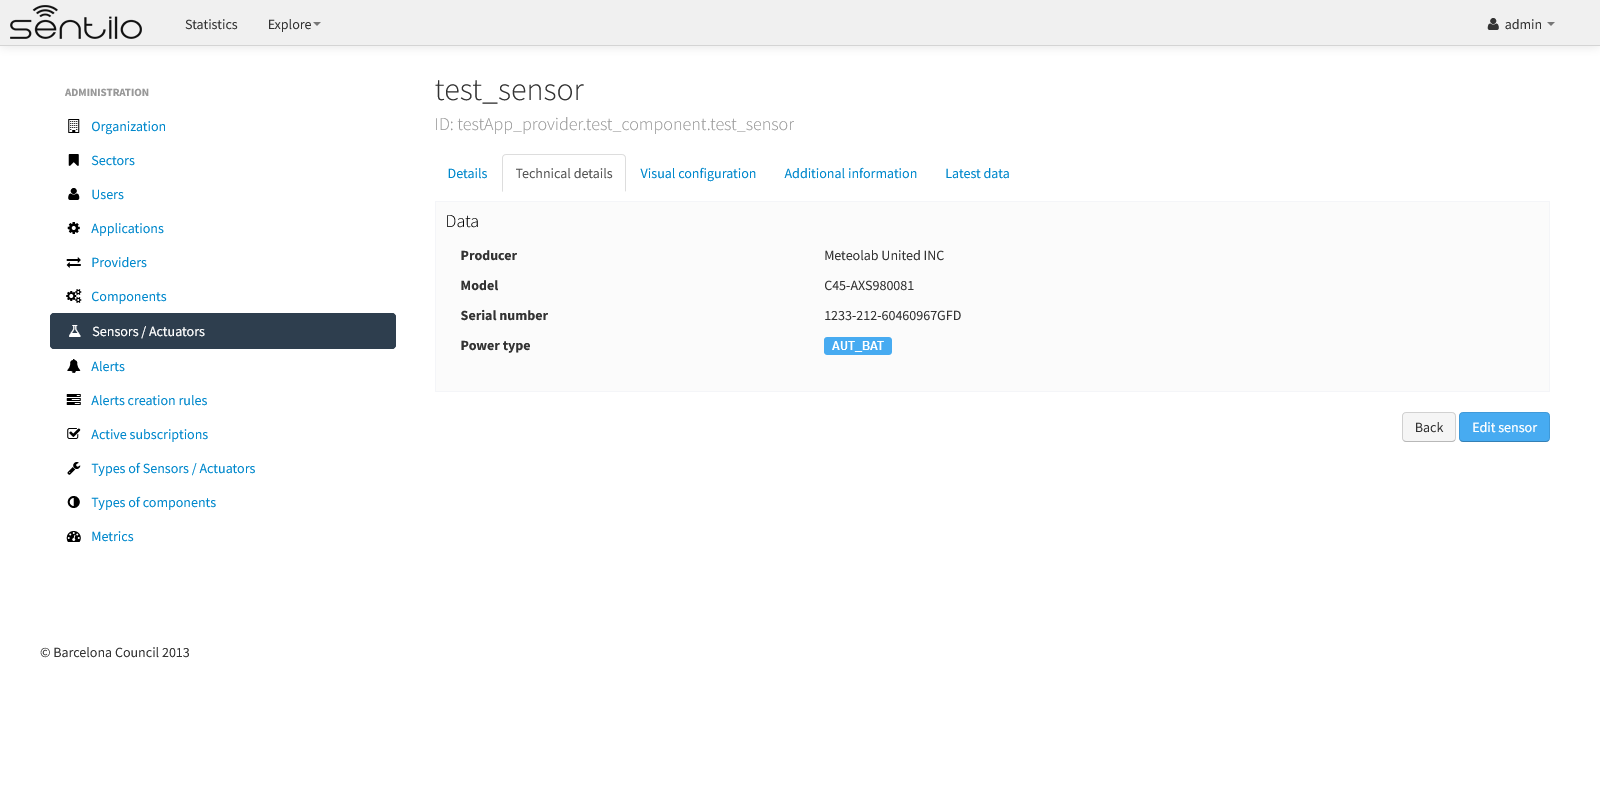 sentilo Statistics Explore admin
ADMINISTRATION
Organization
Sectors
Users
Applications
Providers
Components
Sensors / Actuators
Alerts
Alerts creation rules
Active subscriptions
Types of Sensors / Actuators
Types of components
Metrics
test_sensor
ID: testApp_provider.test_component.test_sensor
Details Technical details Visual configuration Additional information Latest data
Data
Producer Meteolab United INC
Model C45-AXS980081
Serial number 1233-212-60460967GFD
Power type AUT_BAT
Back Edit sensor
© Barcelona Council 2013